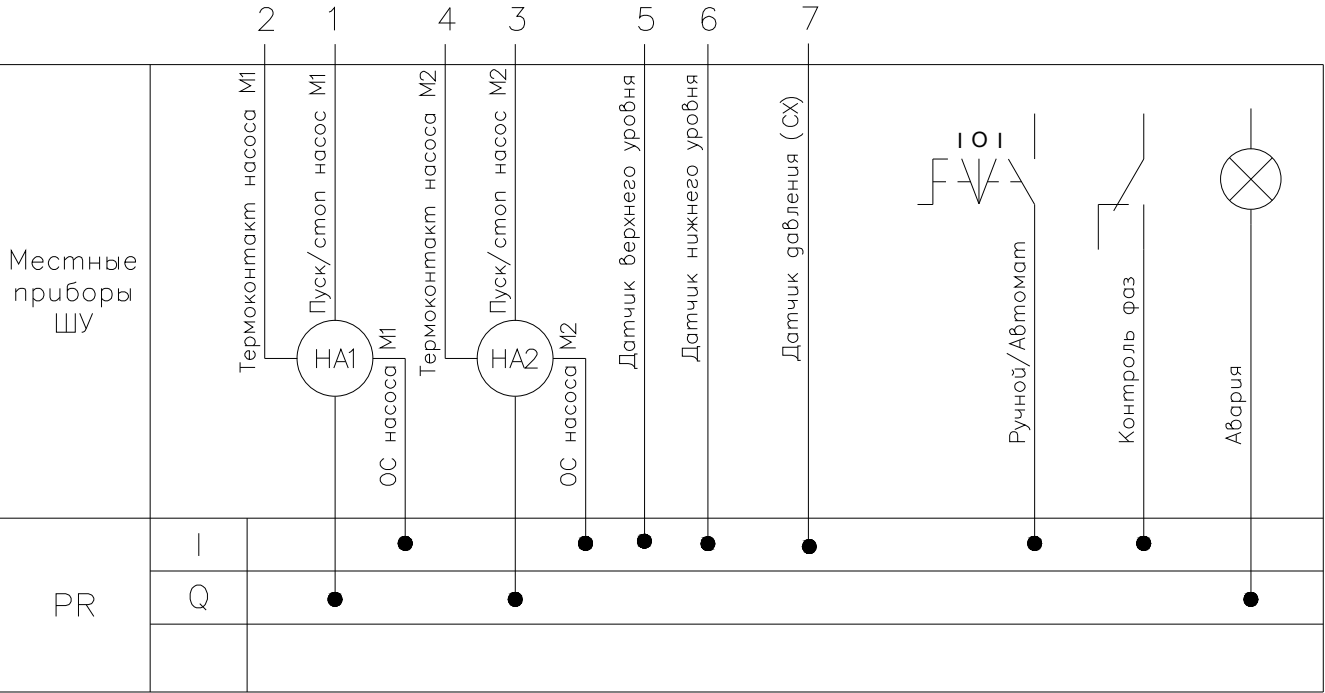 2 1 4 3 5 6 7
Термоконтакт насоса М1
Пуск/стоп насос М1
Термоконтакт насоса М2
Пуск/стоп насос М2
Датчик верхнего уровня
Датчик нижнего уровня
Датчик давления (СХ)
I O I
Местные
приборы
ШУ
НА1
ОС насоса М1
НА2
ОС насоса М2
Ручной/Автомат
Контроль фаз
Авария
PR
I
Q